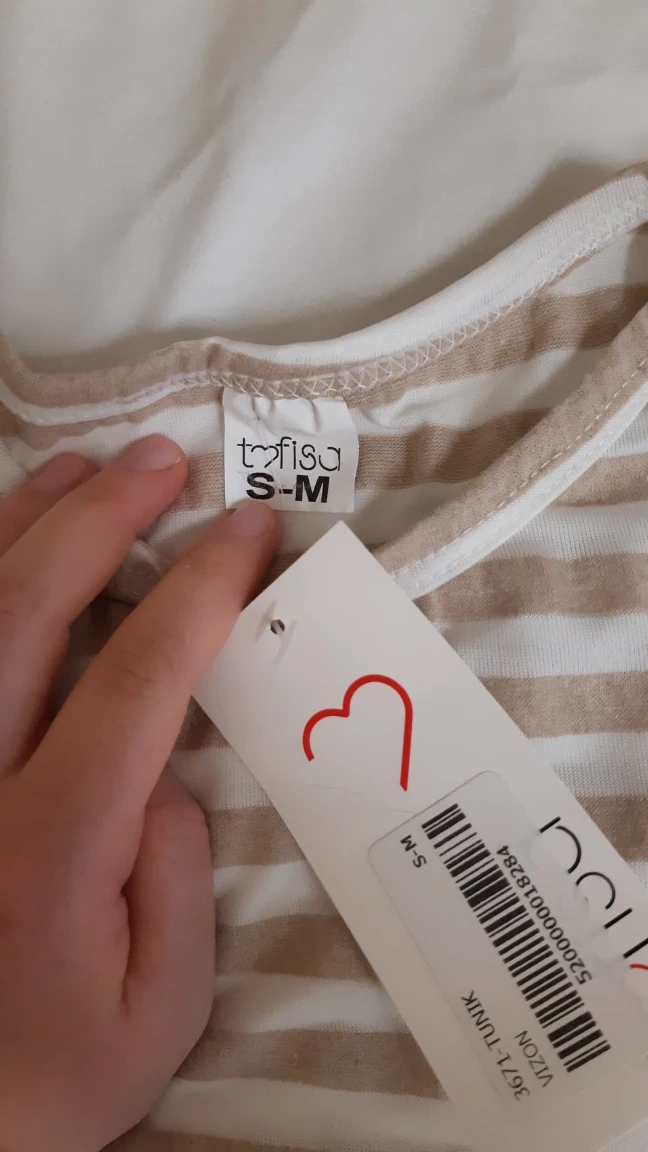 tofisa
S-M
S-M
5200000018284
3671-TUNIK
VIZON